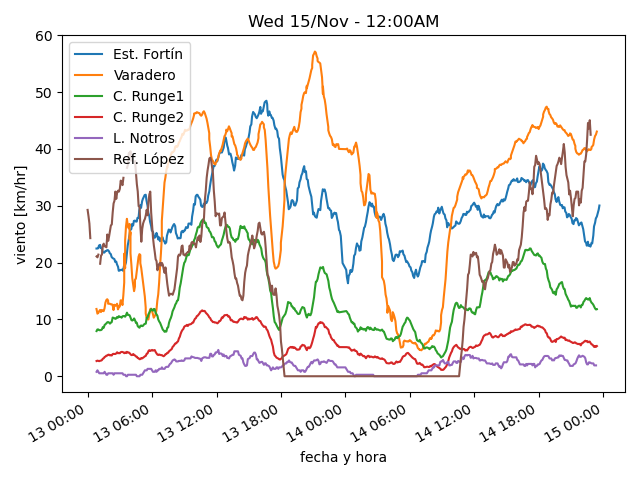 Wed 15/Nov - 12:00AM
60
50
40
30
20
10
0
viento [km/hr]
Est. Fortín
Varadero
C. Runge1
C. Runge2
L. Notros
Ref. López
13 00:00
13 06:00
13 12:00
13 18:00
14 00:00
14 06:00
14 12:00
14 18:00
15 00:00
fecha y hora